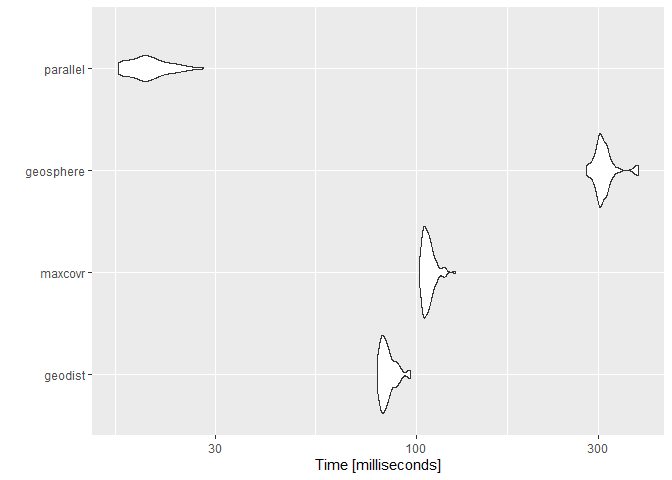 parallel
geosphere
maxcovr
geodist
30
100
300
Time [milliseconds]